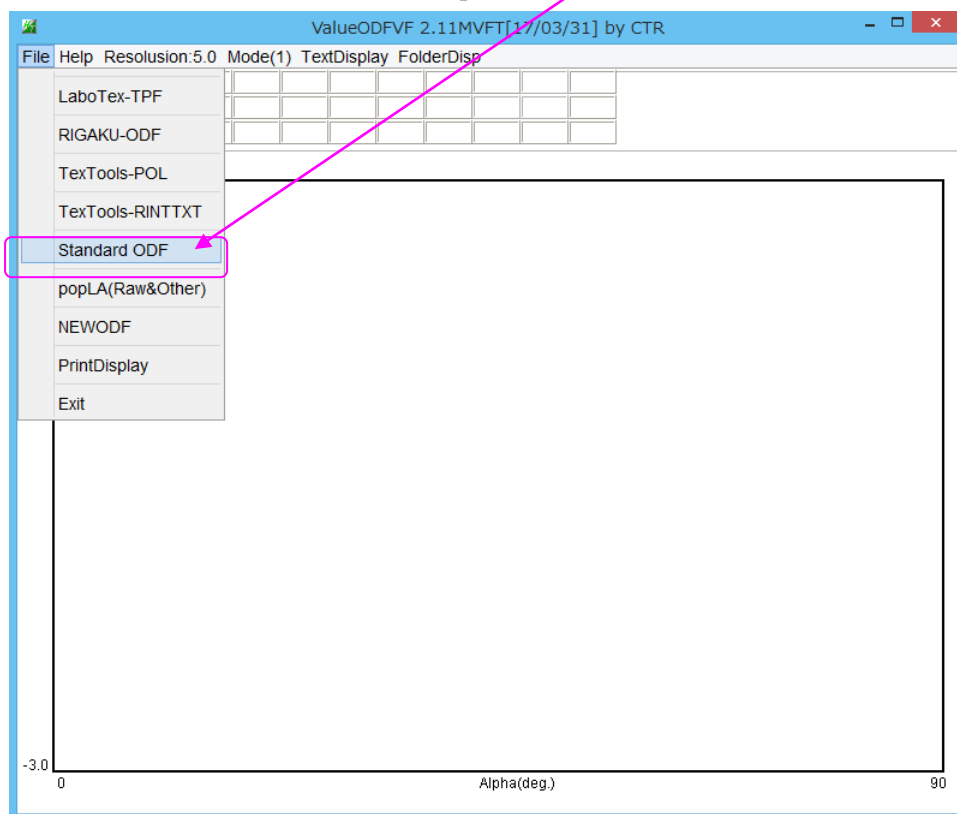 ValueODFVF 2.11MVFT[17/03/31] by CTR
File Help Resolusion:5.0 Mode(1) TextDisplay FolderDisp
LaboTex-TPF
RIGAKU-ODF
TexTools-POL
TexTools-RINTTXT
Standard ODF
popLA(Raw&Other)
NEWODF
PrintDisplay
Exit
-3.0
0 Alpha(deg.) 90